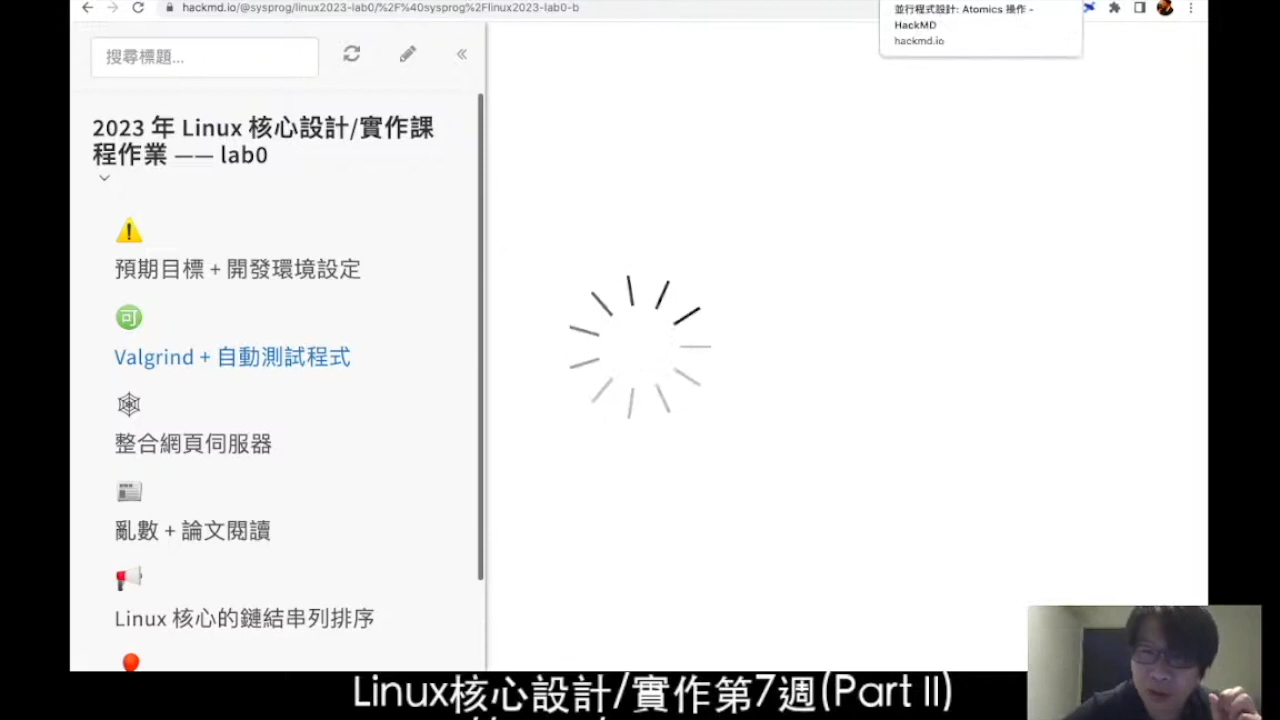 hackmd.io/@sysprog/linux2023-lab0/%2F%40sysprog%2Flinux2023-lab0-b
並行程式設計: Atomics 操作 -
HackMD
hackmd.io
搜尋標題...
2023 年 Linux 核心設計/實作課
程作業 —— lab0
預期目標 + 開發環境設定
可
Valgrind + 自動測試程式
整合網頁伺服器
亂數 + 論文閱讀
Linux 核心的鏈結串列排序
Linux核心設計/實作第7週(Part II)